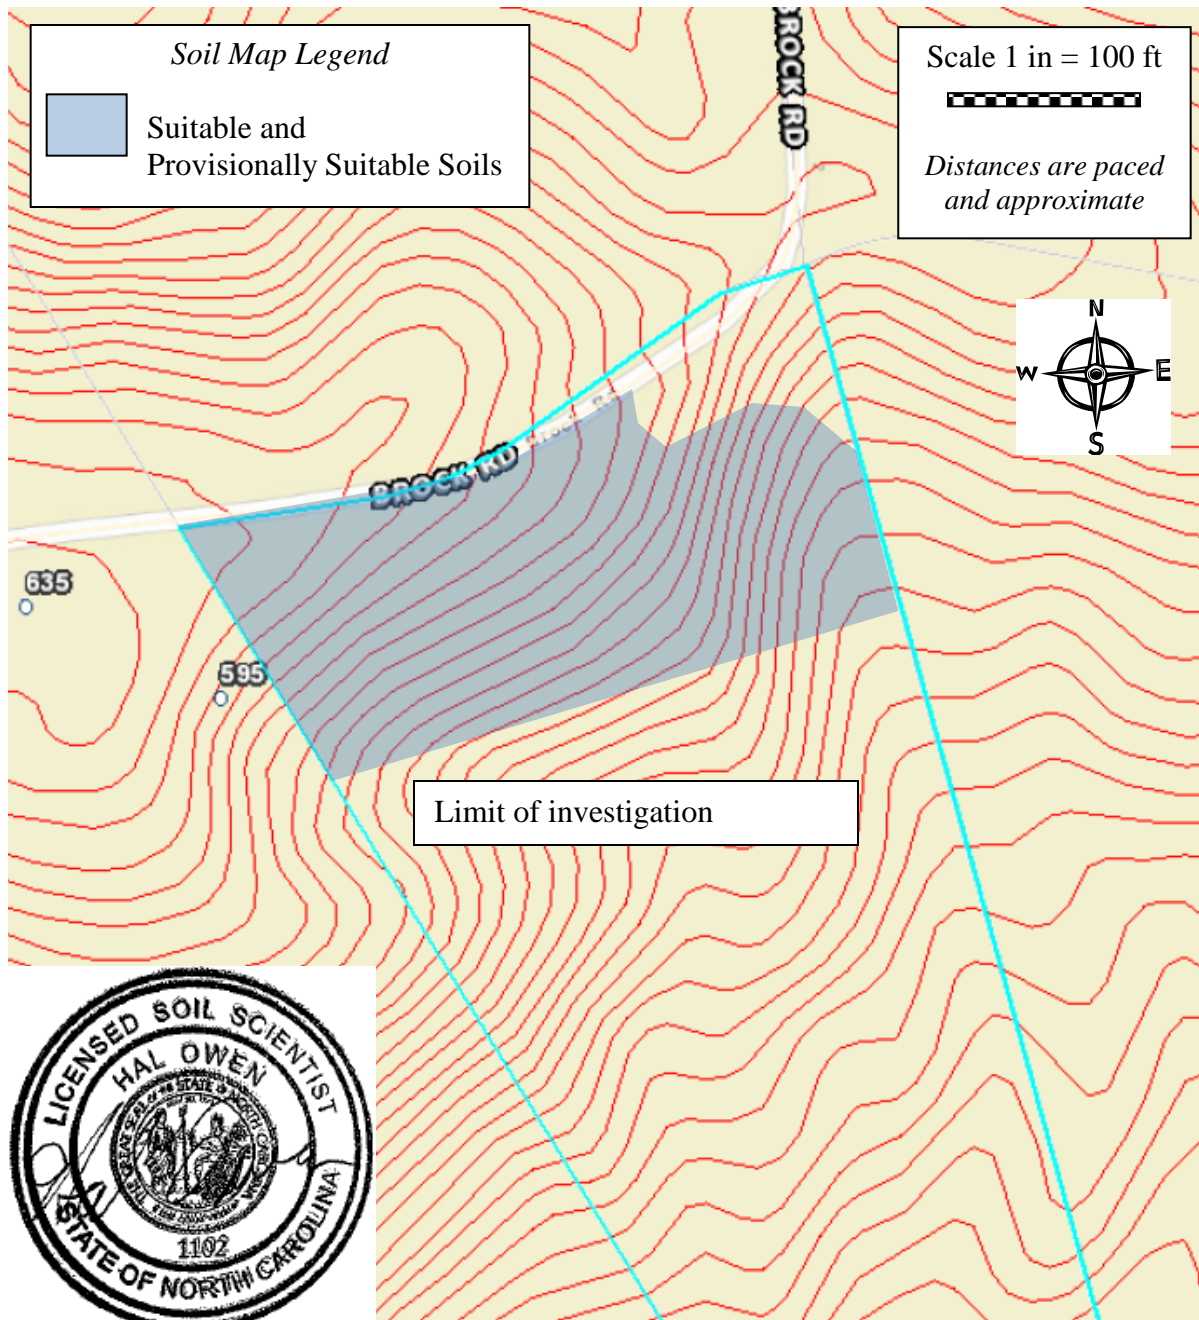 Soil Map Legend
Suitable and
Provisionally Suitable Soils
BROCK RD
Scale 1 in = 100 ft
Distances are paced
and approximate
N
W E
S
BROCK RD
635
595
Limit of investigation
LICENSED SOIL SCIENTIST
HAL OWEN
1102
STATE OF NORTH CAROLINA